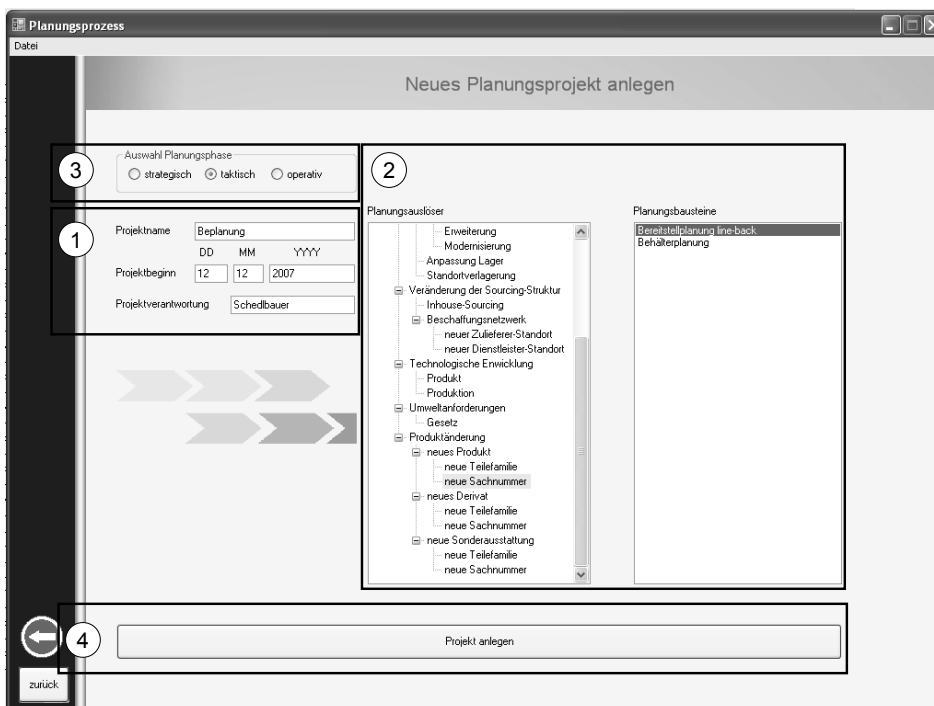 Planungsprozess
Datei
Neues Planungsprojekt anlegen
3
Auswahl Planungsphase
strategisch taktisch operativ
1
Projektname Beplanung
DD MM YYYY
Projektbeginn 12 12 2007
Projektverantwortung Schedlbauer
2
Planungsauslöser
Erweiterung
Modernisierung
Anpassung Lager
Standortverlagerung
Veränderung der Sourcing-Struktur
Inhouse-Sourcing
Beschaffungsnetzwerk
neuer Zulieferer-Standort
neuer Dienstleister-Standort
Technologische Enwicklung
Produkt
Produktion
Umweltanforderungen
Gesetz
Produktänderung
neues Produkt
neue Teilefamilie
neue Sachnummer
neues Derivat
neue Teilefamilie
neue Sachnummer
neue Sonderausstattung
neue Teilefamilie
neue Sachnummer
Planungsbausteine
Bereitstellplanung line-back
Behälterplanung
4
Projekt anlegen
zurück